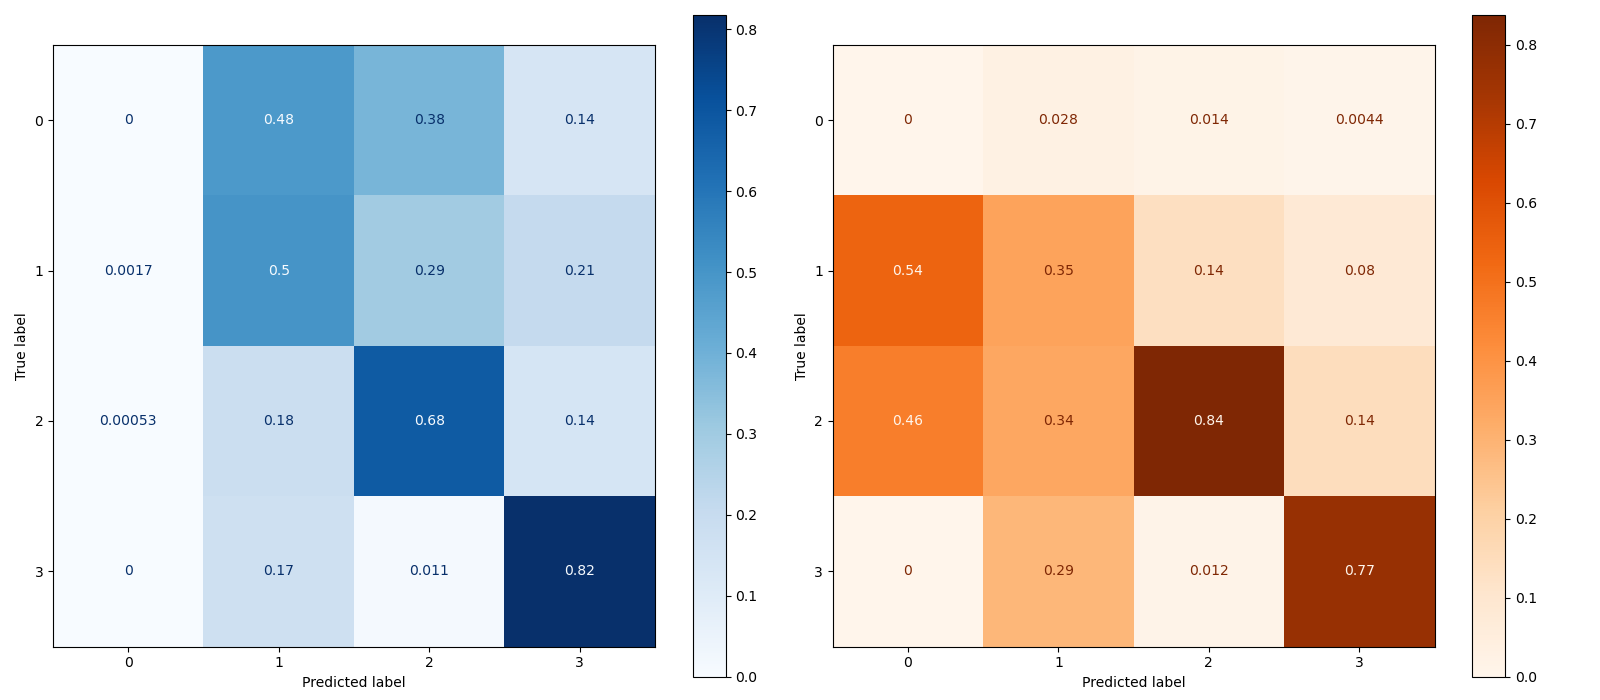 0 0.48 0.38 0.14
0.0017 0.5 0.29 0.21
0.00053 0.18 0.68 0.14
0 0.17 0.011 0.82
0
1
2
3
True label
0 1 2 3
Predicted label
0.8
0.7
0.6
0.5
0.4
0.3
0.2
0.1
0.0
0 0.028 0.014 0.0044
0.54 0.35 0.14 0.08
0.46 0.34 0.84 0.14
0 0.29 0.012 0.77
0
1
2
3
True label
0 1 2 3
Predicted label
0.8
0.7
0.6
0.5
0.4
0.3
0.2
0.1
0.0